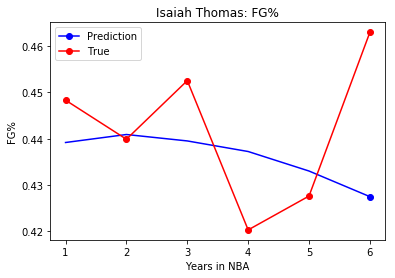 Isaiah Thomas: FG%
Prediction
True
FG%
0.46
0.45
0.44
0.43
0.42
1 2 3 4 5 6
Years in NBA